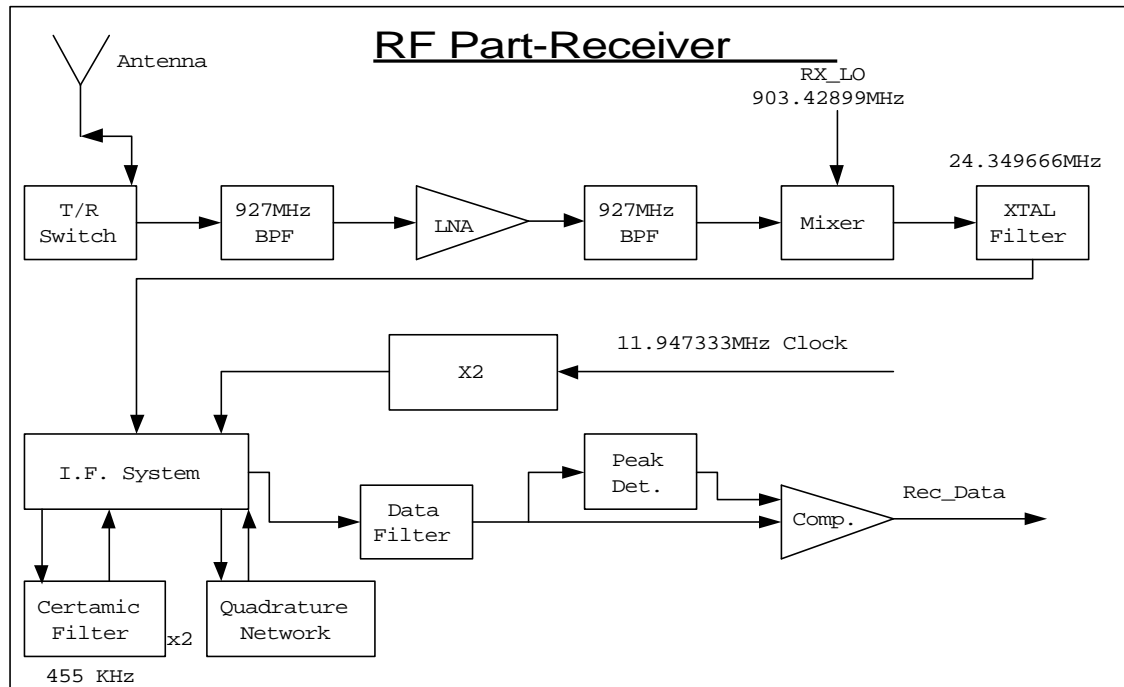 RF Part-Receiver
Antenna
RX_LO
903.42899MHz
24.349666MHz
T/R
Switch
927MHz
BPF
LNA
927MHz
BPF
Mixer
XTAL
Filter
X2
11.947333MHz Clock
I.F. System
Data
Filter
Peak
Det.
Comp.
Rec_Data
Certamic
Filter
x2
455 KHz
Quadrature
Network